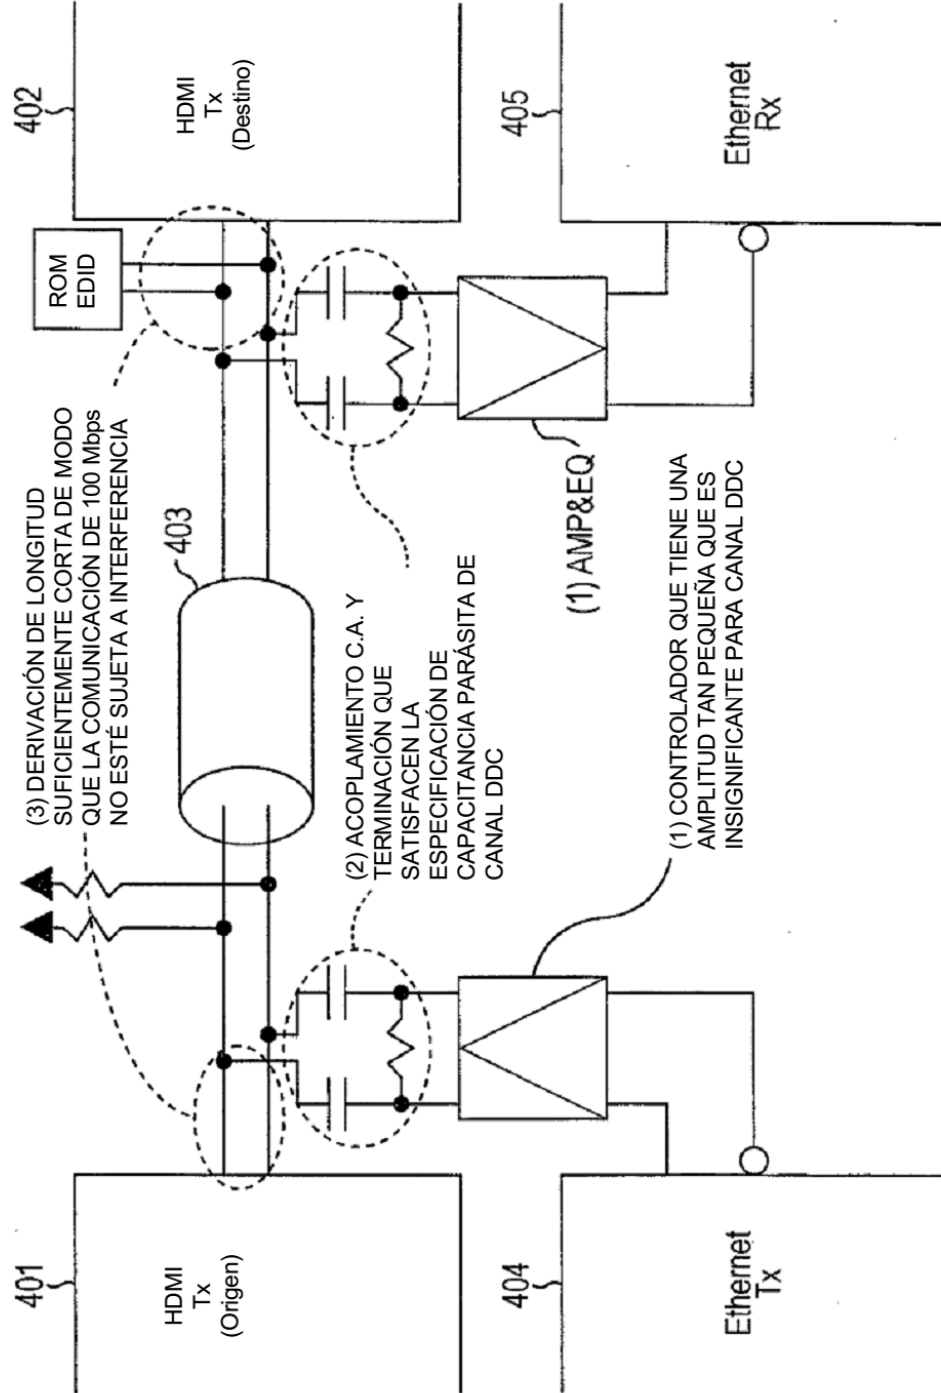 401
HDMI
Tx
(Origen)
402
HDMI
Tx
(Destino)
ROM
EDID
(3) DERIVACIÓN DE LONGITUD
SUFICIENTEMENTE CORTA DE MODO
QUE LA COMUNICACIÓN DE 100 Mbps
NO ESTÉ SUJETA A INTERFERENCIA
403
(2) ACOPLAMIENTO C.A. Y
TERMINACIÓN QUE
SATISFACEN LA
ESPECIFICACIÓN DE
CAPACITANCIA PARÁSITA DE
CANAL DDC
(1) AMP&EQ
(1) CONTROLADOR QUE TIENE UNA
AMPLITUD TAN PEQUEÑA QUE ES
INSIGNIFICANTE PARA CANAL DDC
404
Ethernet
Tx
405
Ethernet
Rx